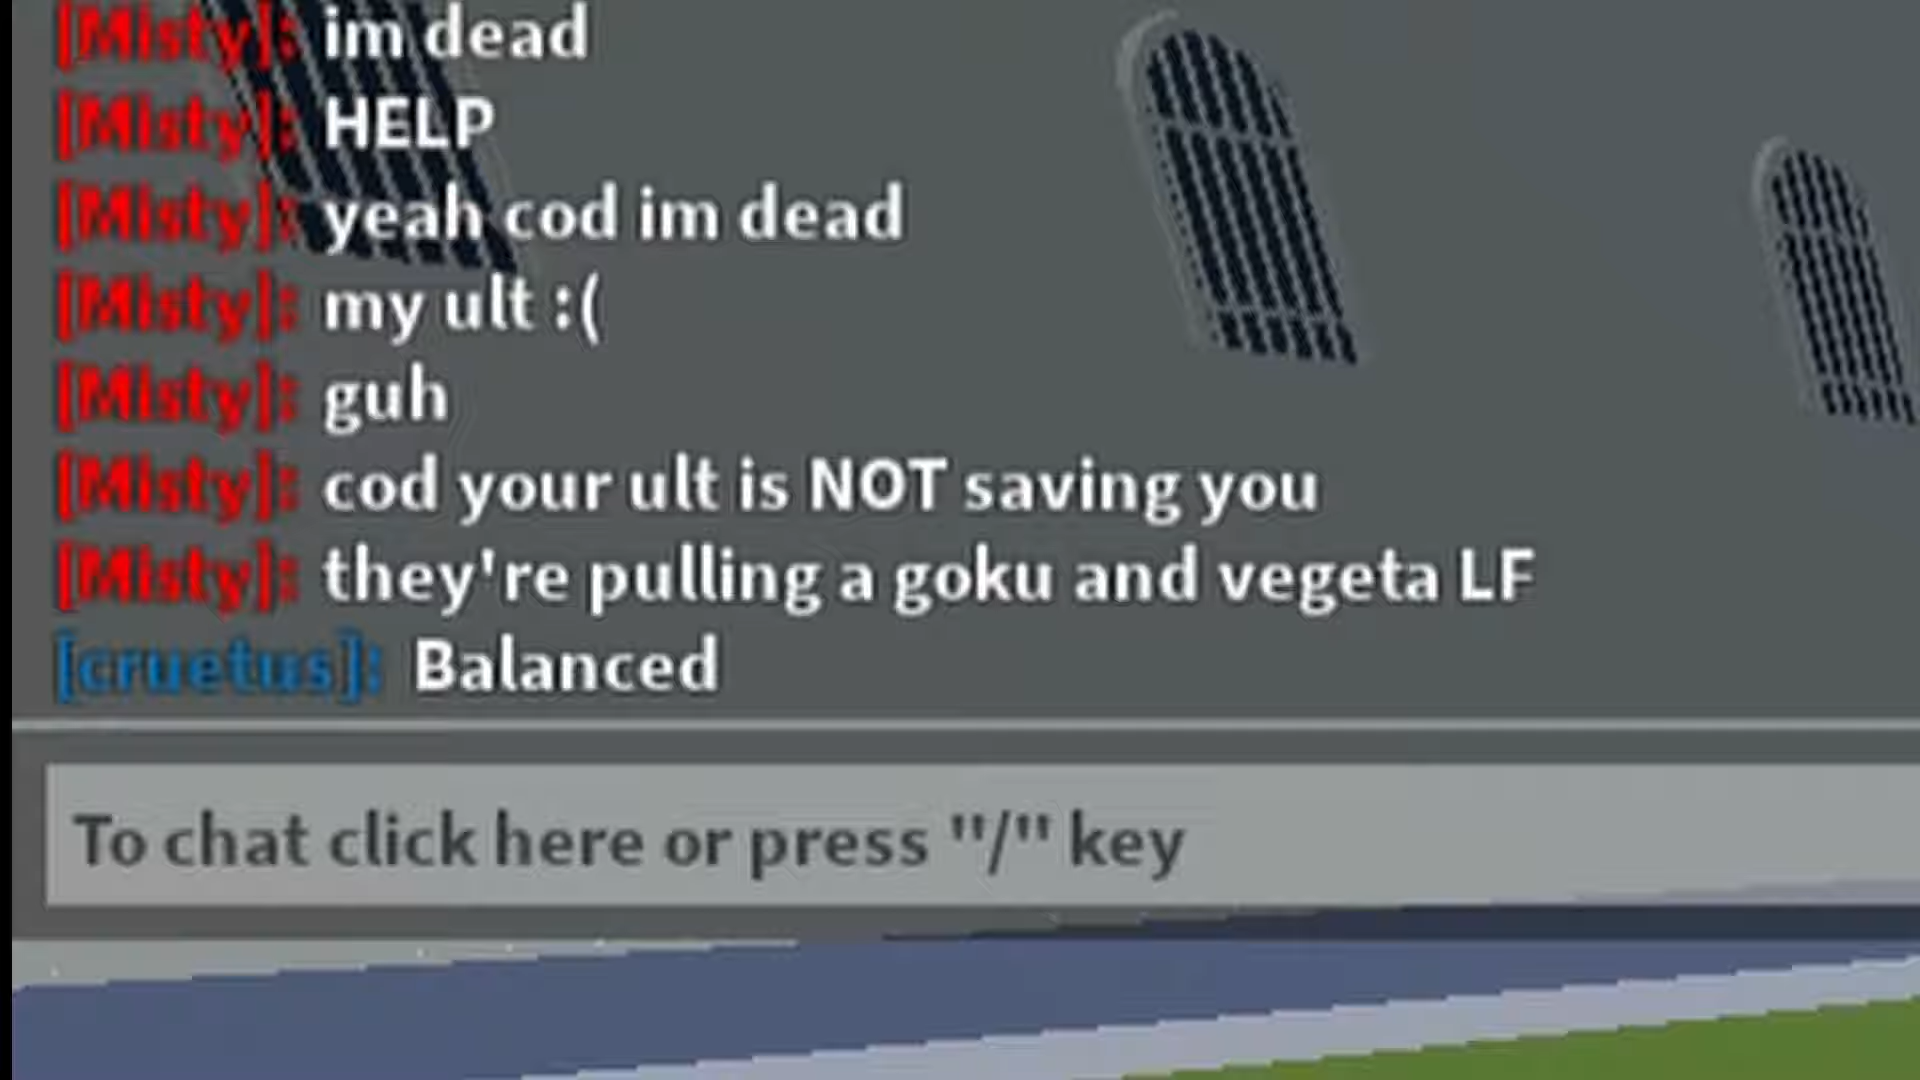 [Misty]: im dead
[Misty]: HELP
[Misty]: yeah cod im dead
[Misty]: my ult :(
[Misty]: guh
[Misty]: cod your ult is NOT saving you
[Misty]: they're pulling a goku and vegeta LF
[cruetus]: Balanced
To chat click here or press "/" key